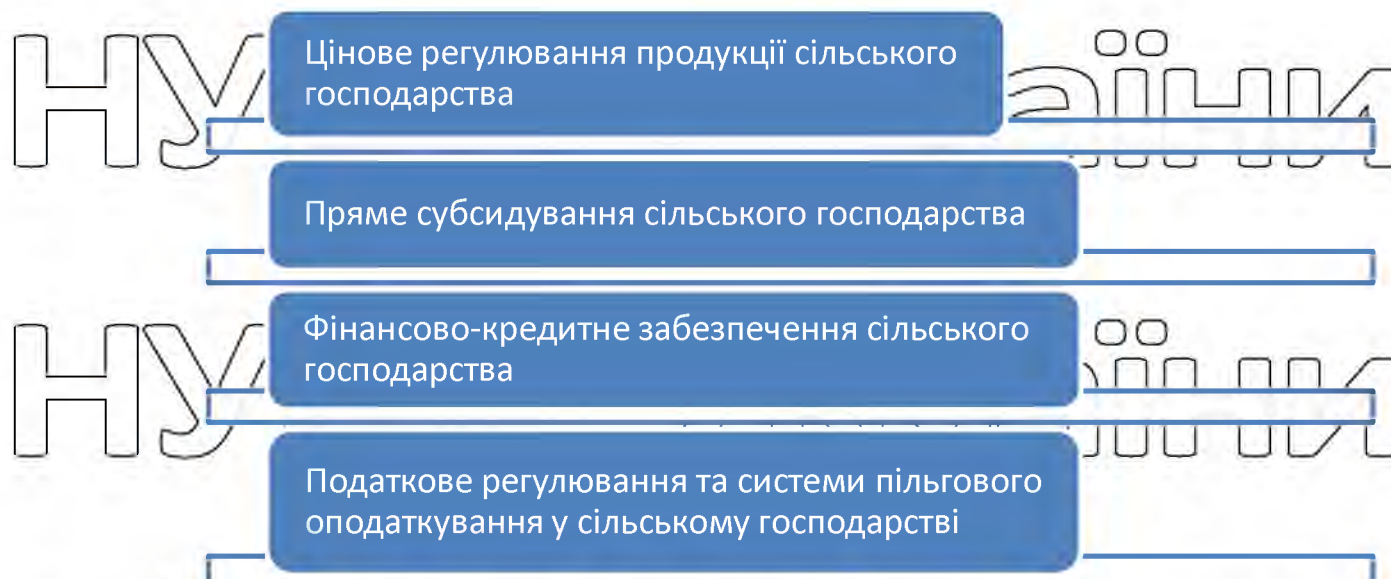 Цінове регулювання продукції сільського
господарства
Пряме субсидування сільського господарства
Фінансово-кредитне забезпечення сільського
господарства
Податкове регулювання та системи пільгового
оподаткування у сільському господарстві